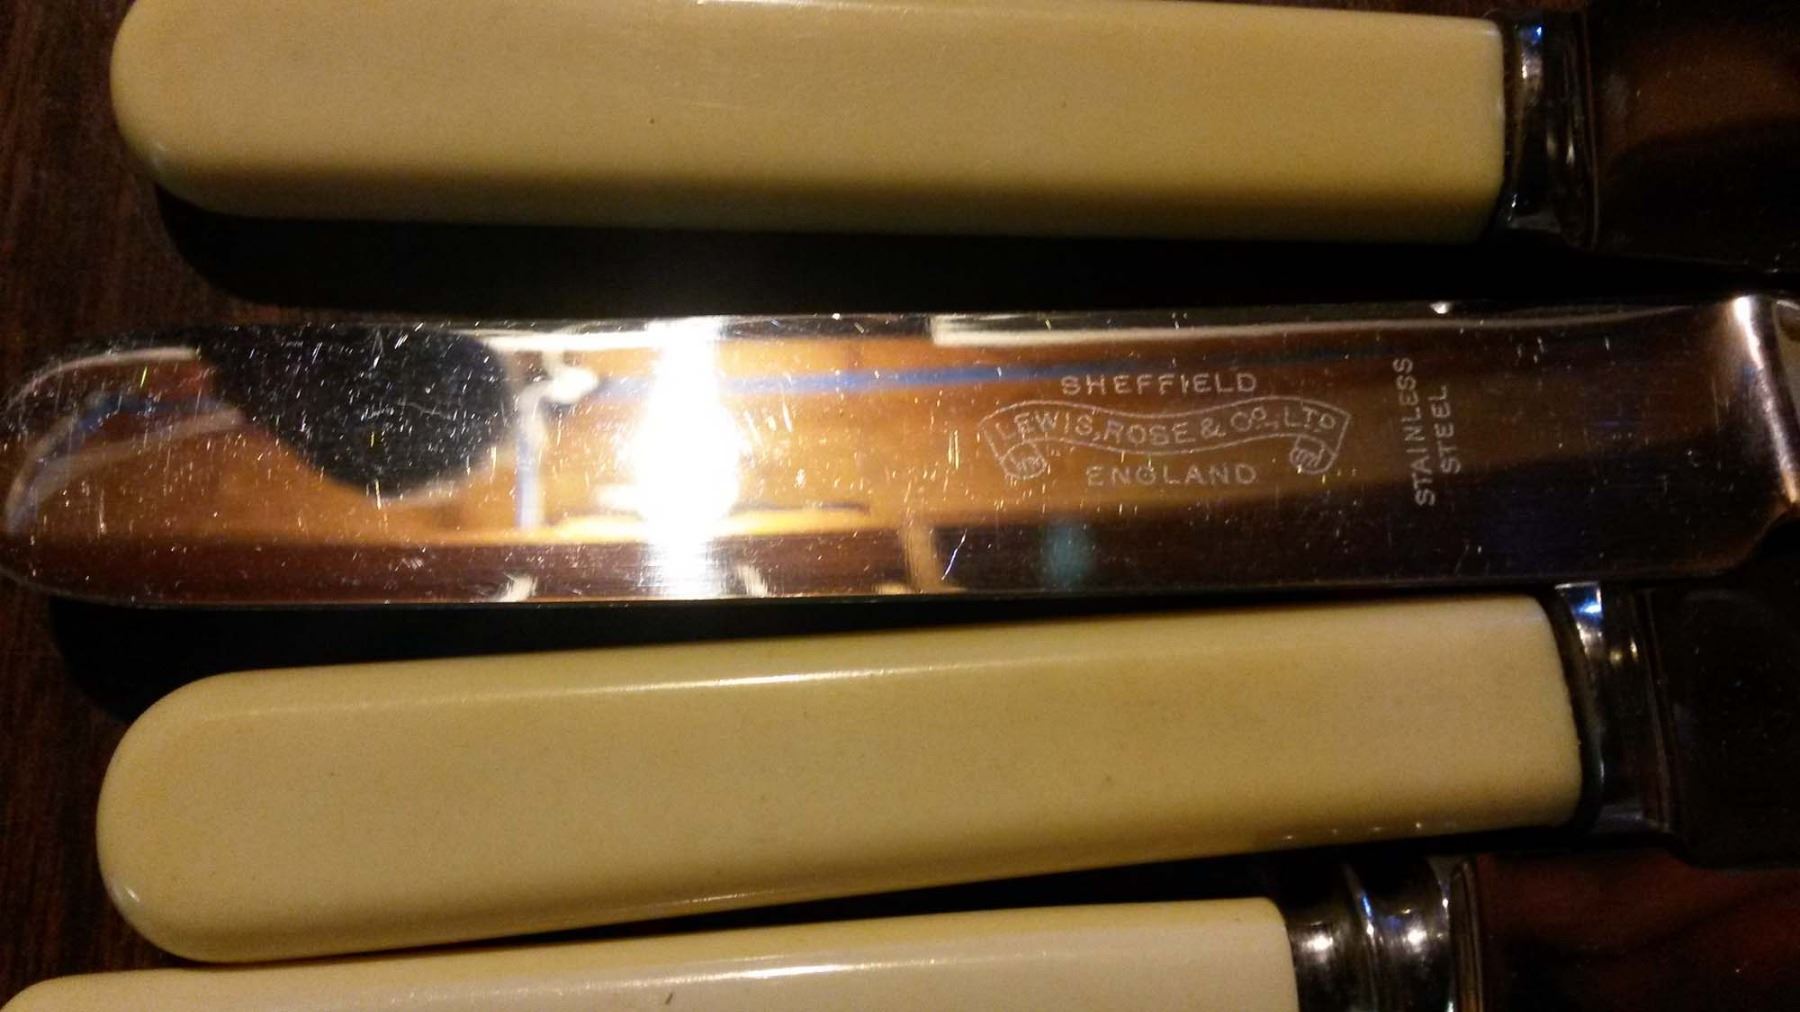 SHEFFIELD
LEWIS, ROSE & CO., LTD
ENGLAND
STAINLESS
STEEL